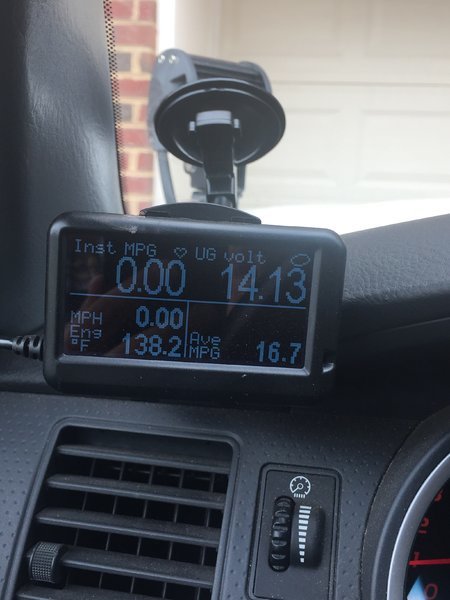 Inst MPG UG volt
0.00 14.13
MPH 0.00
Eng
°F 138.2
Ave
MPG 16.7